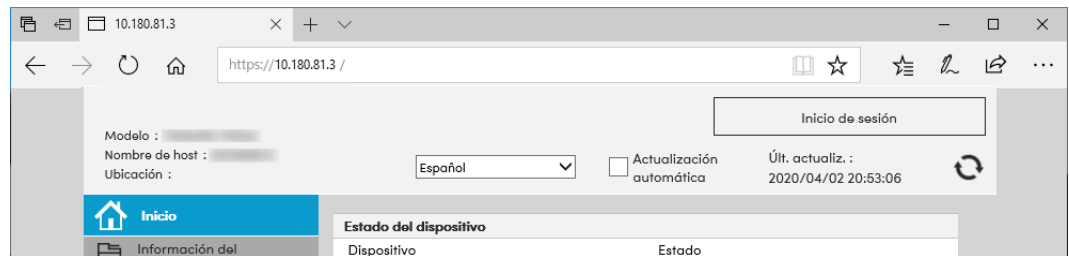 10.180.81.3
https://10.180.81.3 /
Inicio de sesión
Modelo :
Nombre de host :
Ubicación :
Español
Actualización
automática
Últ. actualiz. :
2020/04/02 20:53:06
Inicio
Información del
Estado del dispositivo
Dispositivo Estado